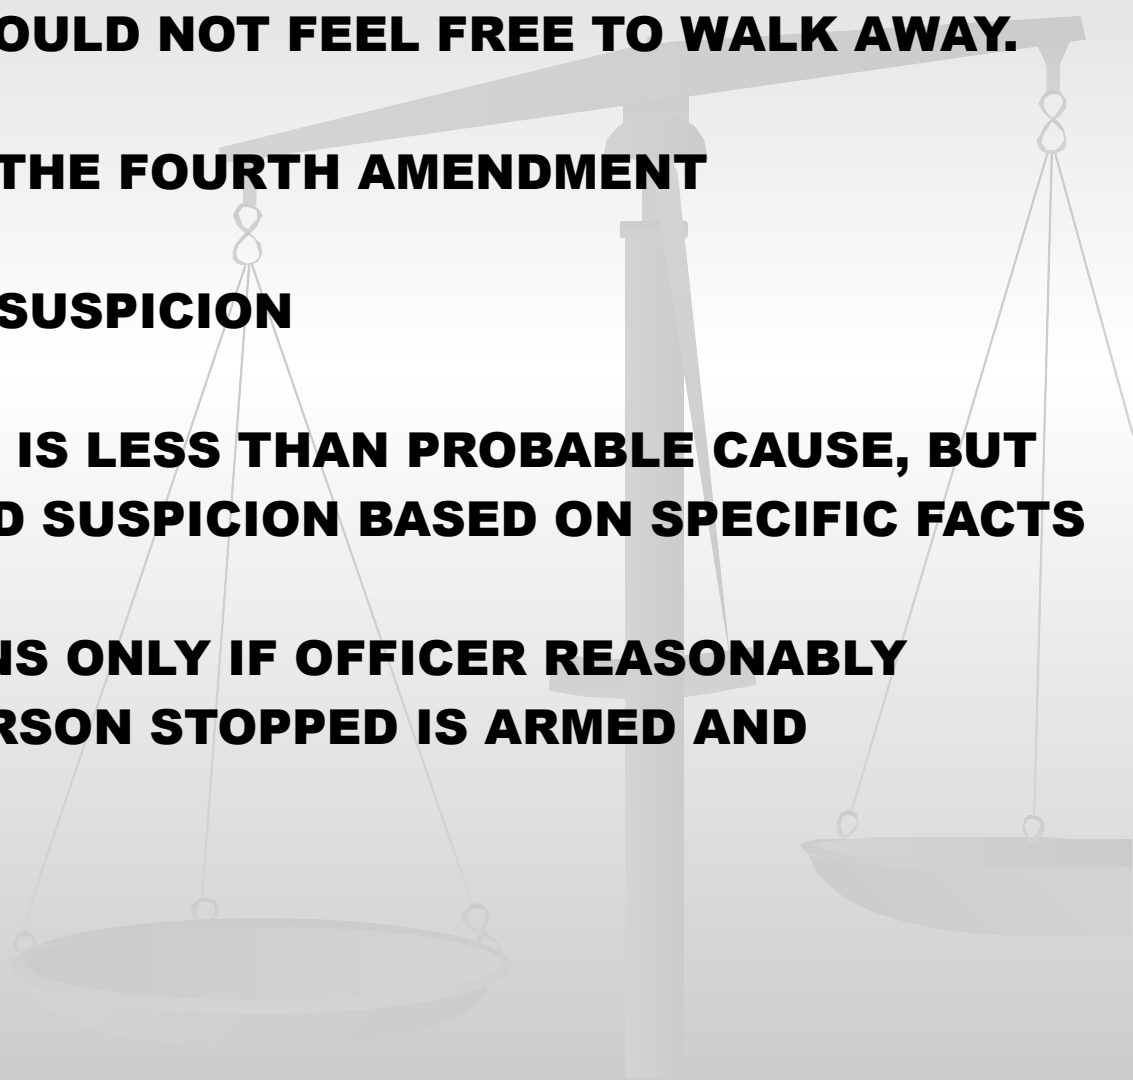 OULD NOT FEEL FREE TO WALK AWAY.
THE FOURTH AMENDMENT
SUSPICION
IS LESS THAN PROBABLE CAUSE, BUT
D SUSPICION BASED ON SPECIFIC FACTS
NS ONLY IF OFFICER REASONABLY
RSON STOPPED IS ARMED AND